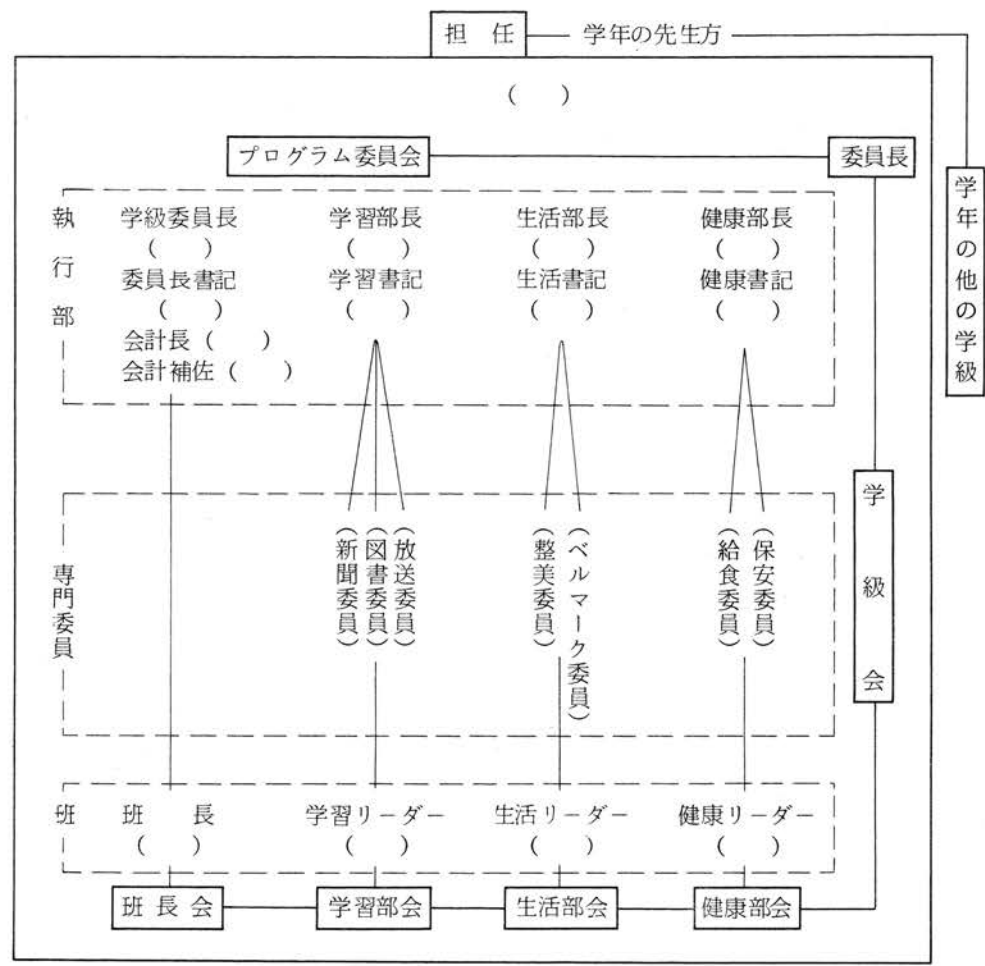 担 任 学年の先生方
( )
プログラム委員会 委員長
学年の他の学級
執行部
学級委員長 学習部長 生活部長 健康部長
( ) ( ) ( ) ( )
委員長書記 学習書記 生活書記 健康書記
( ) ( ) ( ) ( )
会計長 ( )
会計補佐 ( )
学級会
専門委員
(新聞委員)
(図書委員)
(放送委員)
(整美委員)
(ベルマーク委員)
(給食委員)
(保安委員)
班 班 長 学習リーダー 生活リーダー 健康リーダー
( ) ( ) ( ) ( )
班長会 学習部会 生活部会 健康部会